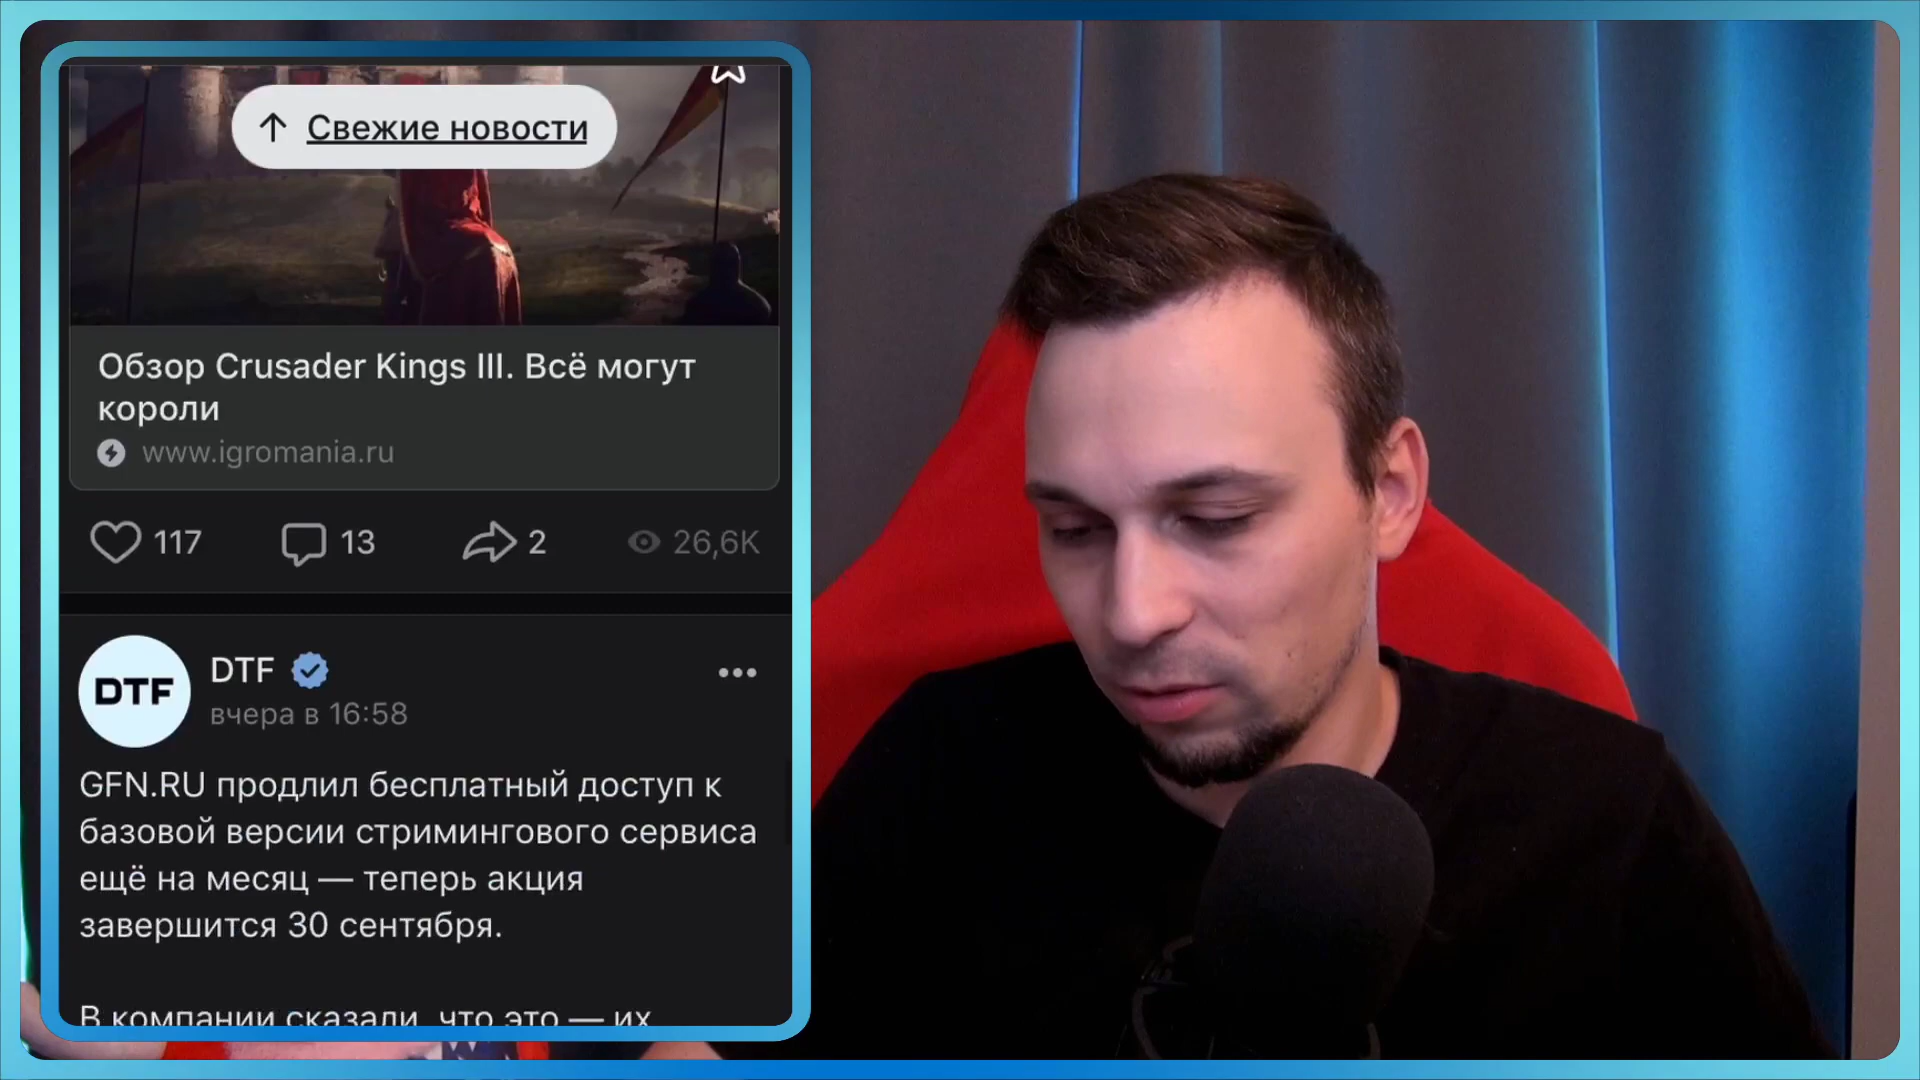 Свежие новости
Обзор Crusader Kings III. Всё могут
короли
www.igromania.ru
117
13
2
26,6K
DTF
DTF
вчера в 16:58
GFN.RU продлил бесплатный доступ к
базовой версии стримингового сервиса
ещё на месяц — теперь акция
завершится 30 сентября.
В компании сказали, что это — их